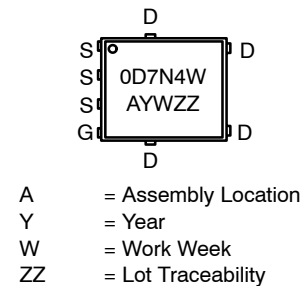 D
S
D
S
0D7N4W
S
AYWZZ
G
D
D
A = Assembly Location
Y = Year
W = Work Week
ZZ = Lot Traceability